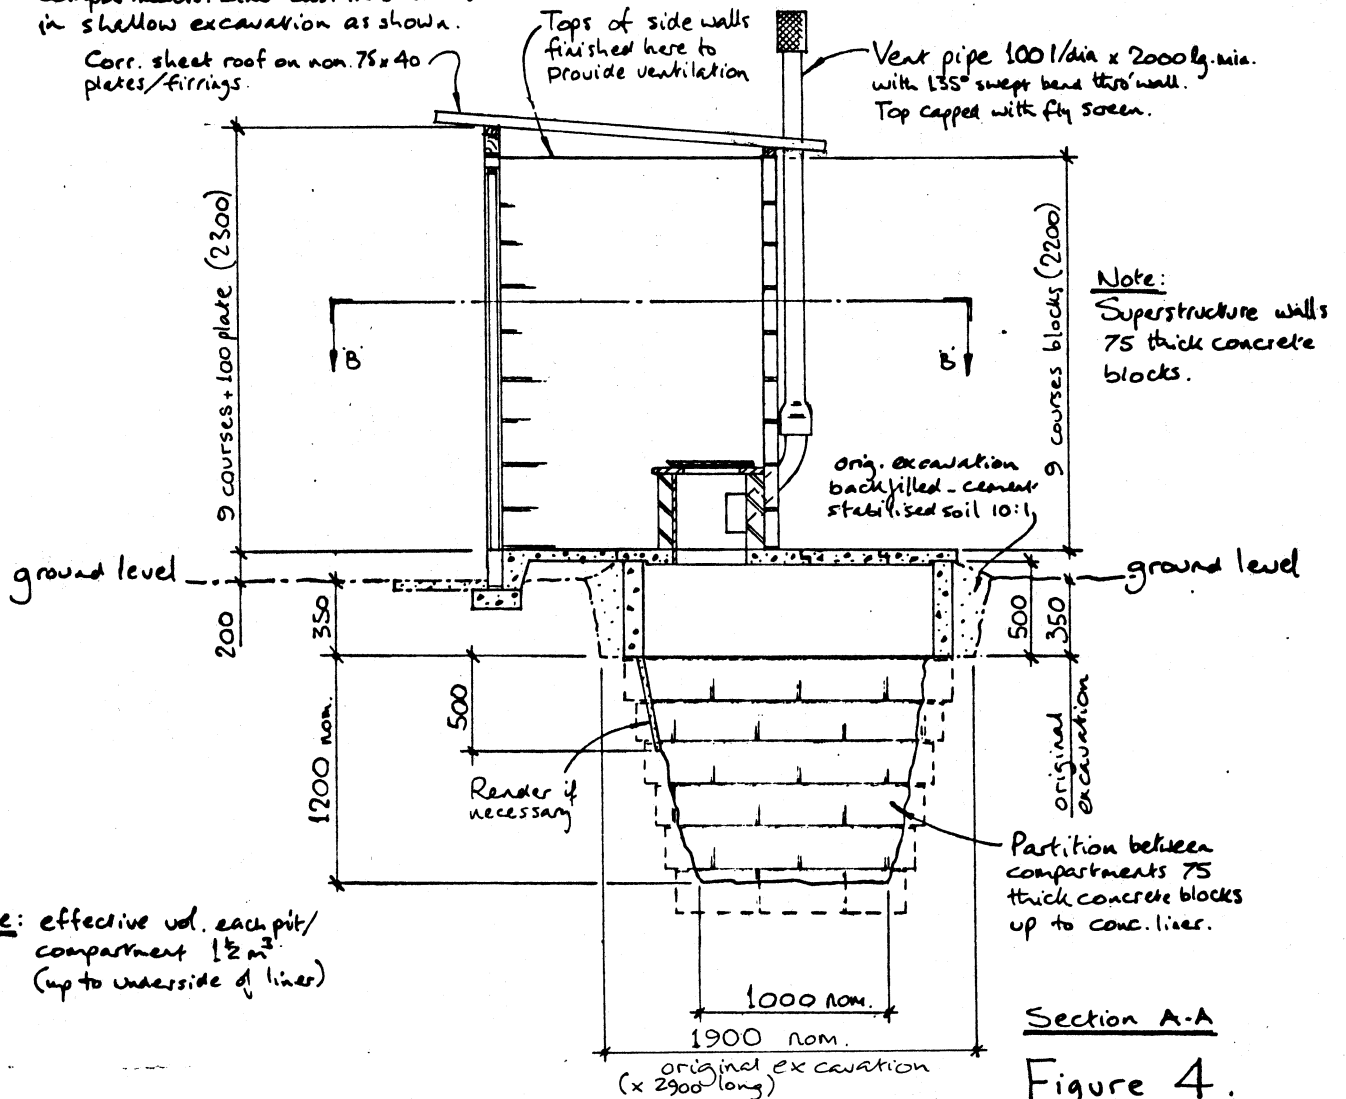 in shallow excavation as shown.
Corr. sheet roof on nom. 75 x 40
plates/firrings.
Tops of side walls
finished here to
provide ventilation
Vent pipe 100 l/dia x 2000 lg. min.
with 135° swept bend thro' wall.
Top capped with fly screen.
9 courses + 100 plate (2300)
9 courses blocks (2200)
'B'
'B'
Note:
Superstructure walls
75 thick concrete
blocks.
orig. excavation
backfilled - cement
stabilised soil 10:1
ground level
ground level
200
350
500
350
500
1200 nom.
original
excavation
Render if
necessary
Partition between
compartments 75
thick concrete blocks
up to conc. liner.
e: effective vol. each pit/
compartment 1½ m³
(up to underside of liner)
1000 nom.
1900 nom.
original excavation
(x 2900 long)
Section A-A
Figure 4.